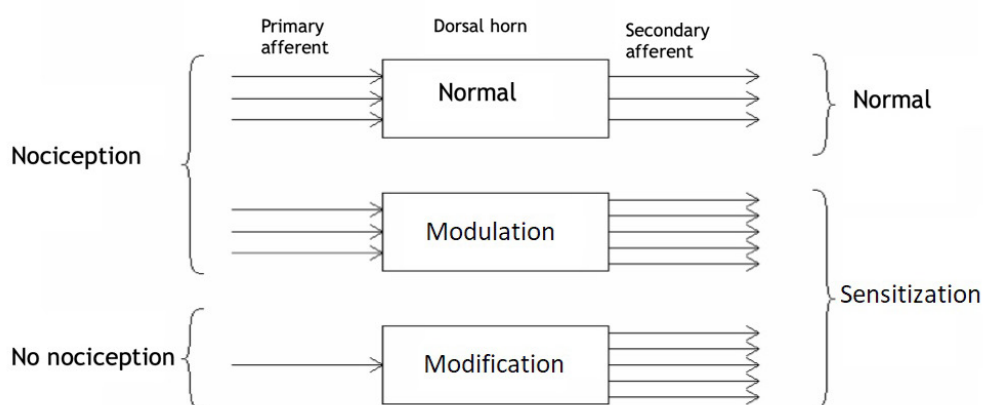 Primary
afferent
Dorsal horn
Secondary
afferent
Normal
Normal
Nociception
Modulation
Sensitization
No nociception
Modification